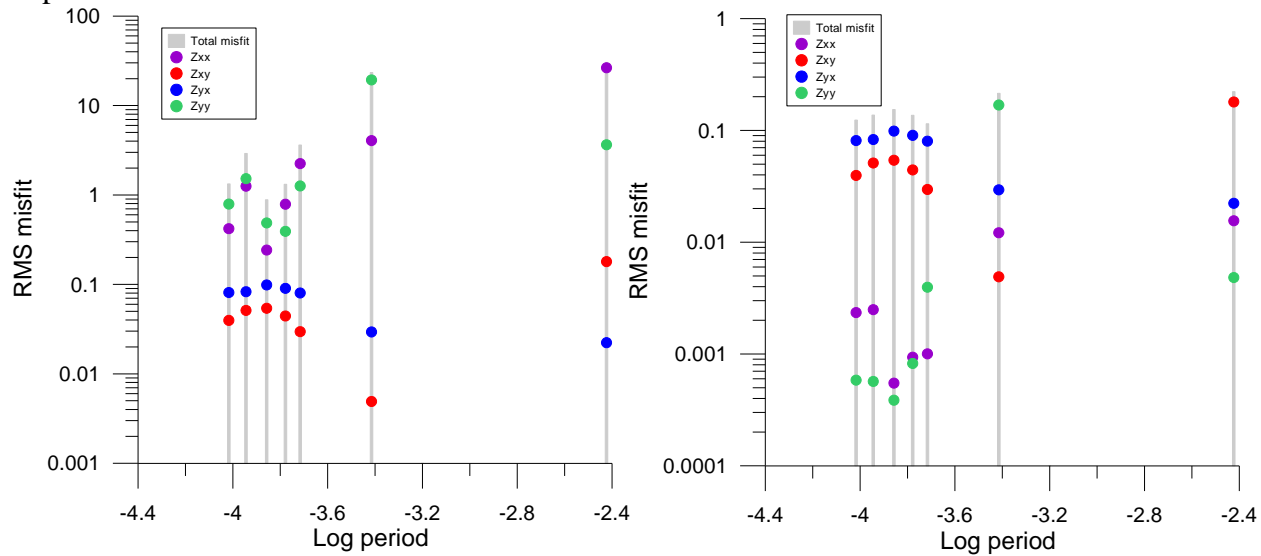 100
10
1
0.1
0.01
0.001
RMS misfit
Total misfit
Zxx
Zxy
Zyx
Zyy
-4.4 -4 -3.6 -3.2 -2.8 -2.4
Log period
1
0.1
0.01
0.001
0.0001
RMS misfit
Total misfit
Zxx
Zxy
Zyx
Zyy
-4.4 -4 -3.6 -3.2 -2.8 -2.4
Log period